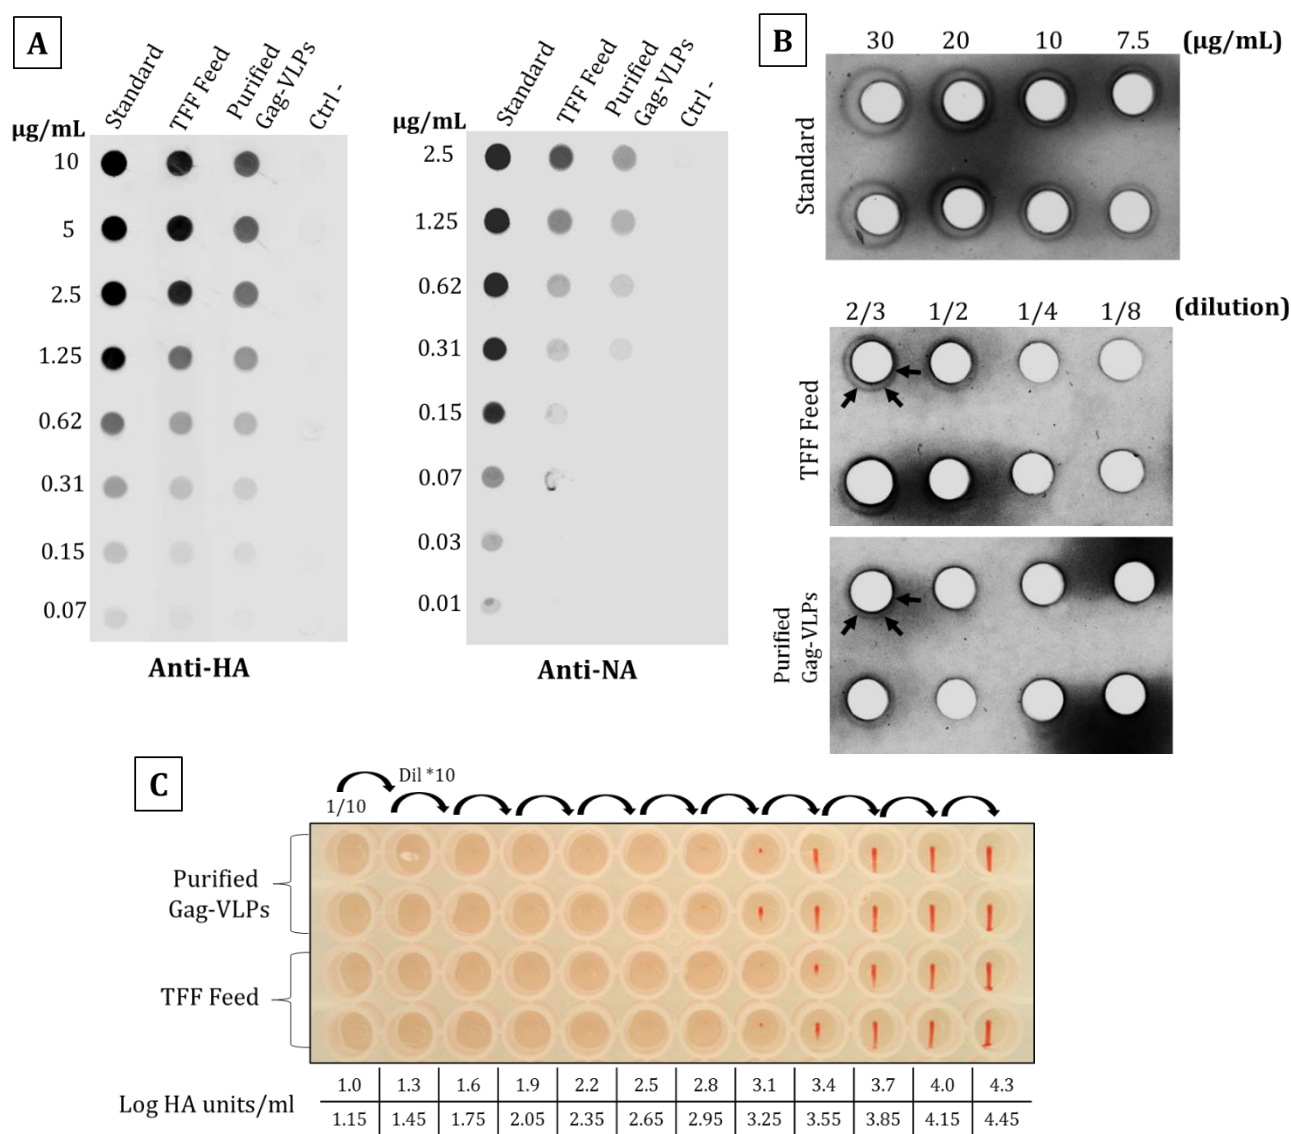 A
Standard
TFF Feed
Purified
Gag-VLPs
Ctrl -
µg/mL
10
5
2.5
1.25
0.62
0.31
0.15
0.07
Anti-HA
Standard
TFF Feed
Purified
Gag-VLPs
Ctrl -
µg/mL
2.5
1.25
0.62
0.31
0.15
0.07
0.03
0.01
Anti-NA
B
30 20 10 7.5 (µg/mL)
Standard
2/3 1/2 1/4 1/8 (dilution)
TFF Feed
Purified
Gag-VLPs
C
1/10
Dil *10
Purified
Gag-VLPs
TFF Feed
Log HA units/ml
1.0 1.3 1.6 1.9 2.2 2.5 2.8 3.1 3.4 3.7 4.0 4.3
1.15 1.45 1.75 2.05 2.35 2.65 2.95 3.25 3.55 3.85 4.15 4.45